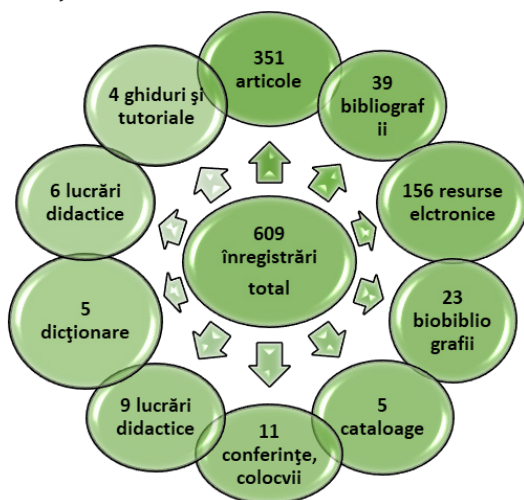 351
articole
39
bibliograf
ii
156 resurse
elctronice
23
biobiblio
grafii
5
cataloage
11
conferinţe,
colocvii
9 lucrări
didactice
5
dicţionare
6 lucrări
didactice
4 ghiduri şi
tutoriale
609
înregistrări
total